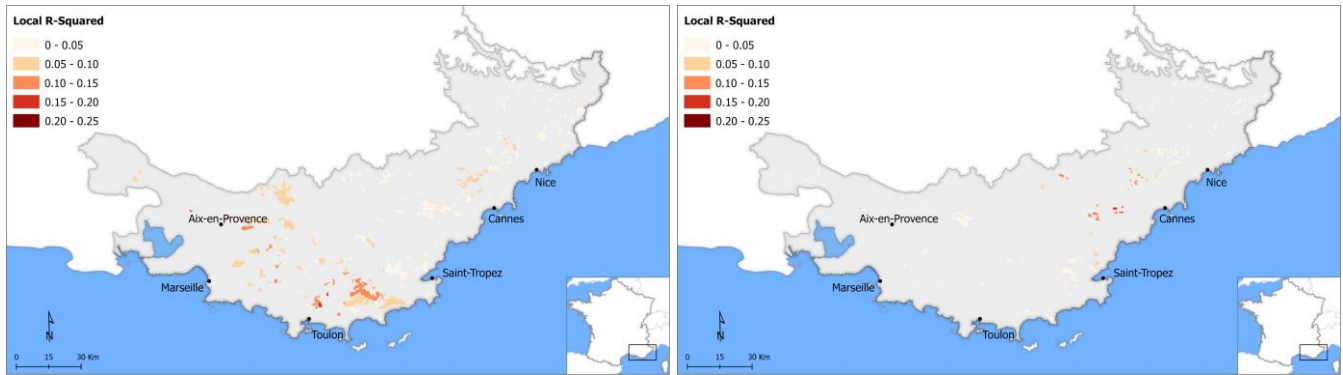 Local R-Squared
0 - 0.05
0.05 - 0.10
0.10 - 0.15
0.15 - 0.20
0.20 - 0.25
Nice
Cannes
Aix-en-Provence
Saint-Tropez
Marseille
Toulon
N
0 15 30 Km
Local R-Squared
0 - 0.05
0.05 - 0.10
0.10 - 0.15
0.15 - 0.20
0.20 - 0.25
Nice
Cannes
Aix-en-Provence
Saint-Tropez
Marseille
Toulon
N
0 15 30 Km